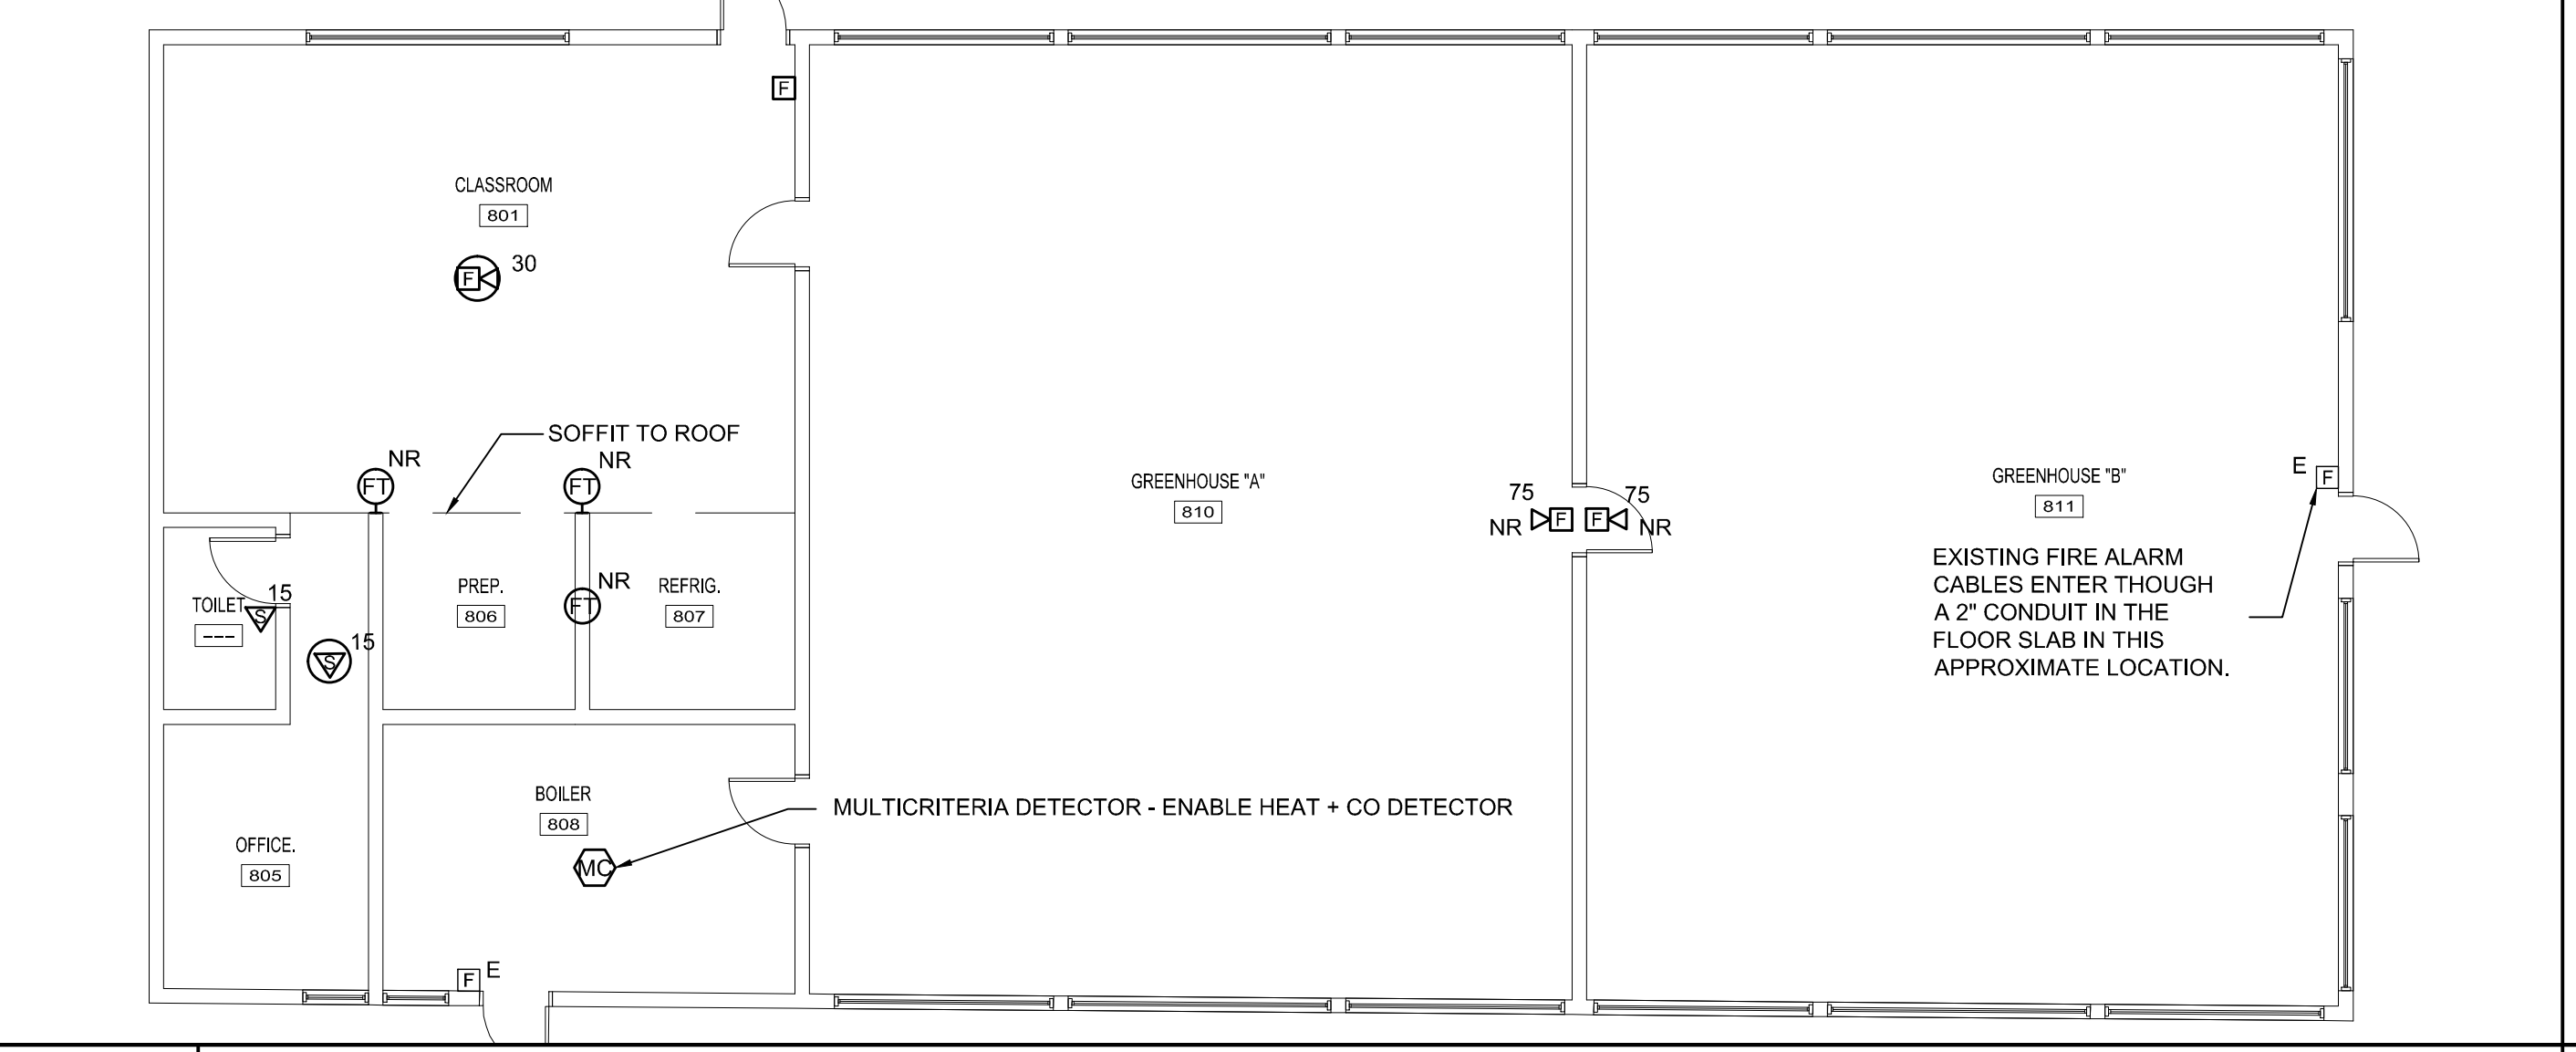 F
CLASSROOM
801
F
30
SOFFIT TO ROOF
NR
NR
FT
FT
GREENHOUSE "A"
810
75
75
NR
F
F
NR
GREENHOUSE "B"
811
E
F
EXISTING FIRE ALARM
CABLES ENTER THOUGH
A 2" CONDUIT IN THE
FLOOR SLAB IN THIS
APPROXIMATE LOCATION.
TOILET
---
15
S
15
S
PREP.
806
NR
FT
REFRIG.
807
BOILER
808
MULTICRITERIA DETECTOR - ENABLE HEAT + CO DETECTOR
MC
OFFICE.
805
F
E